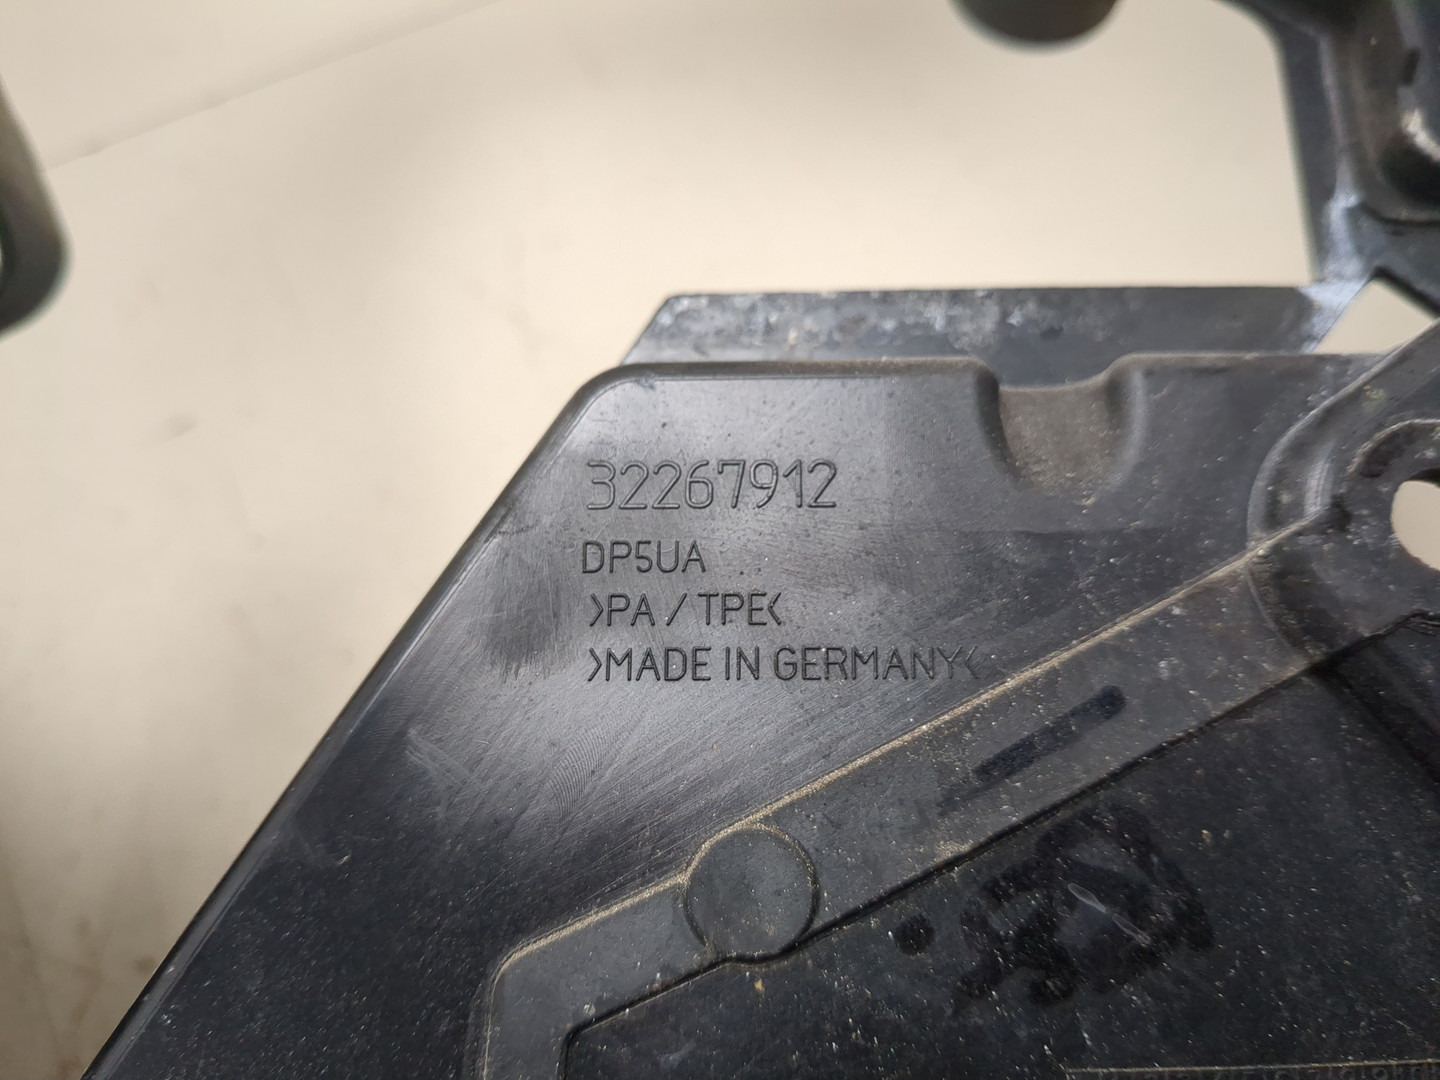 32267912
DP5UA
>PA / TPE<
>MADE IN GERMANY<